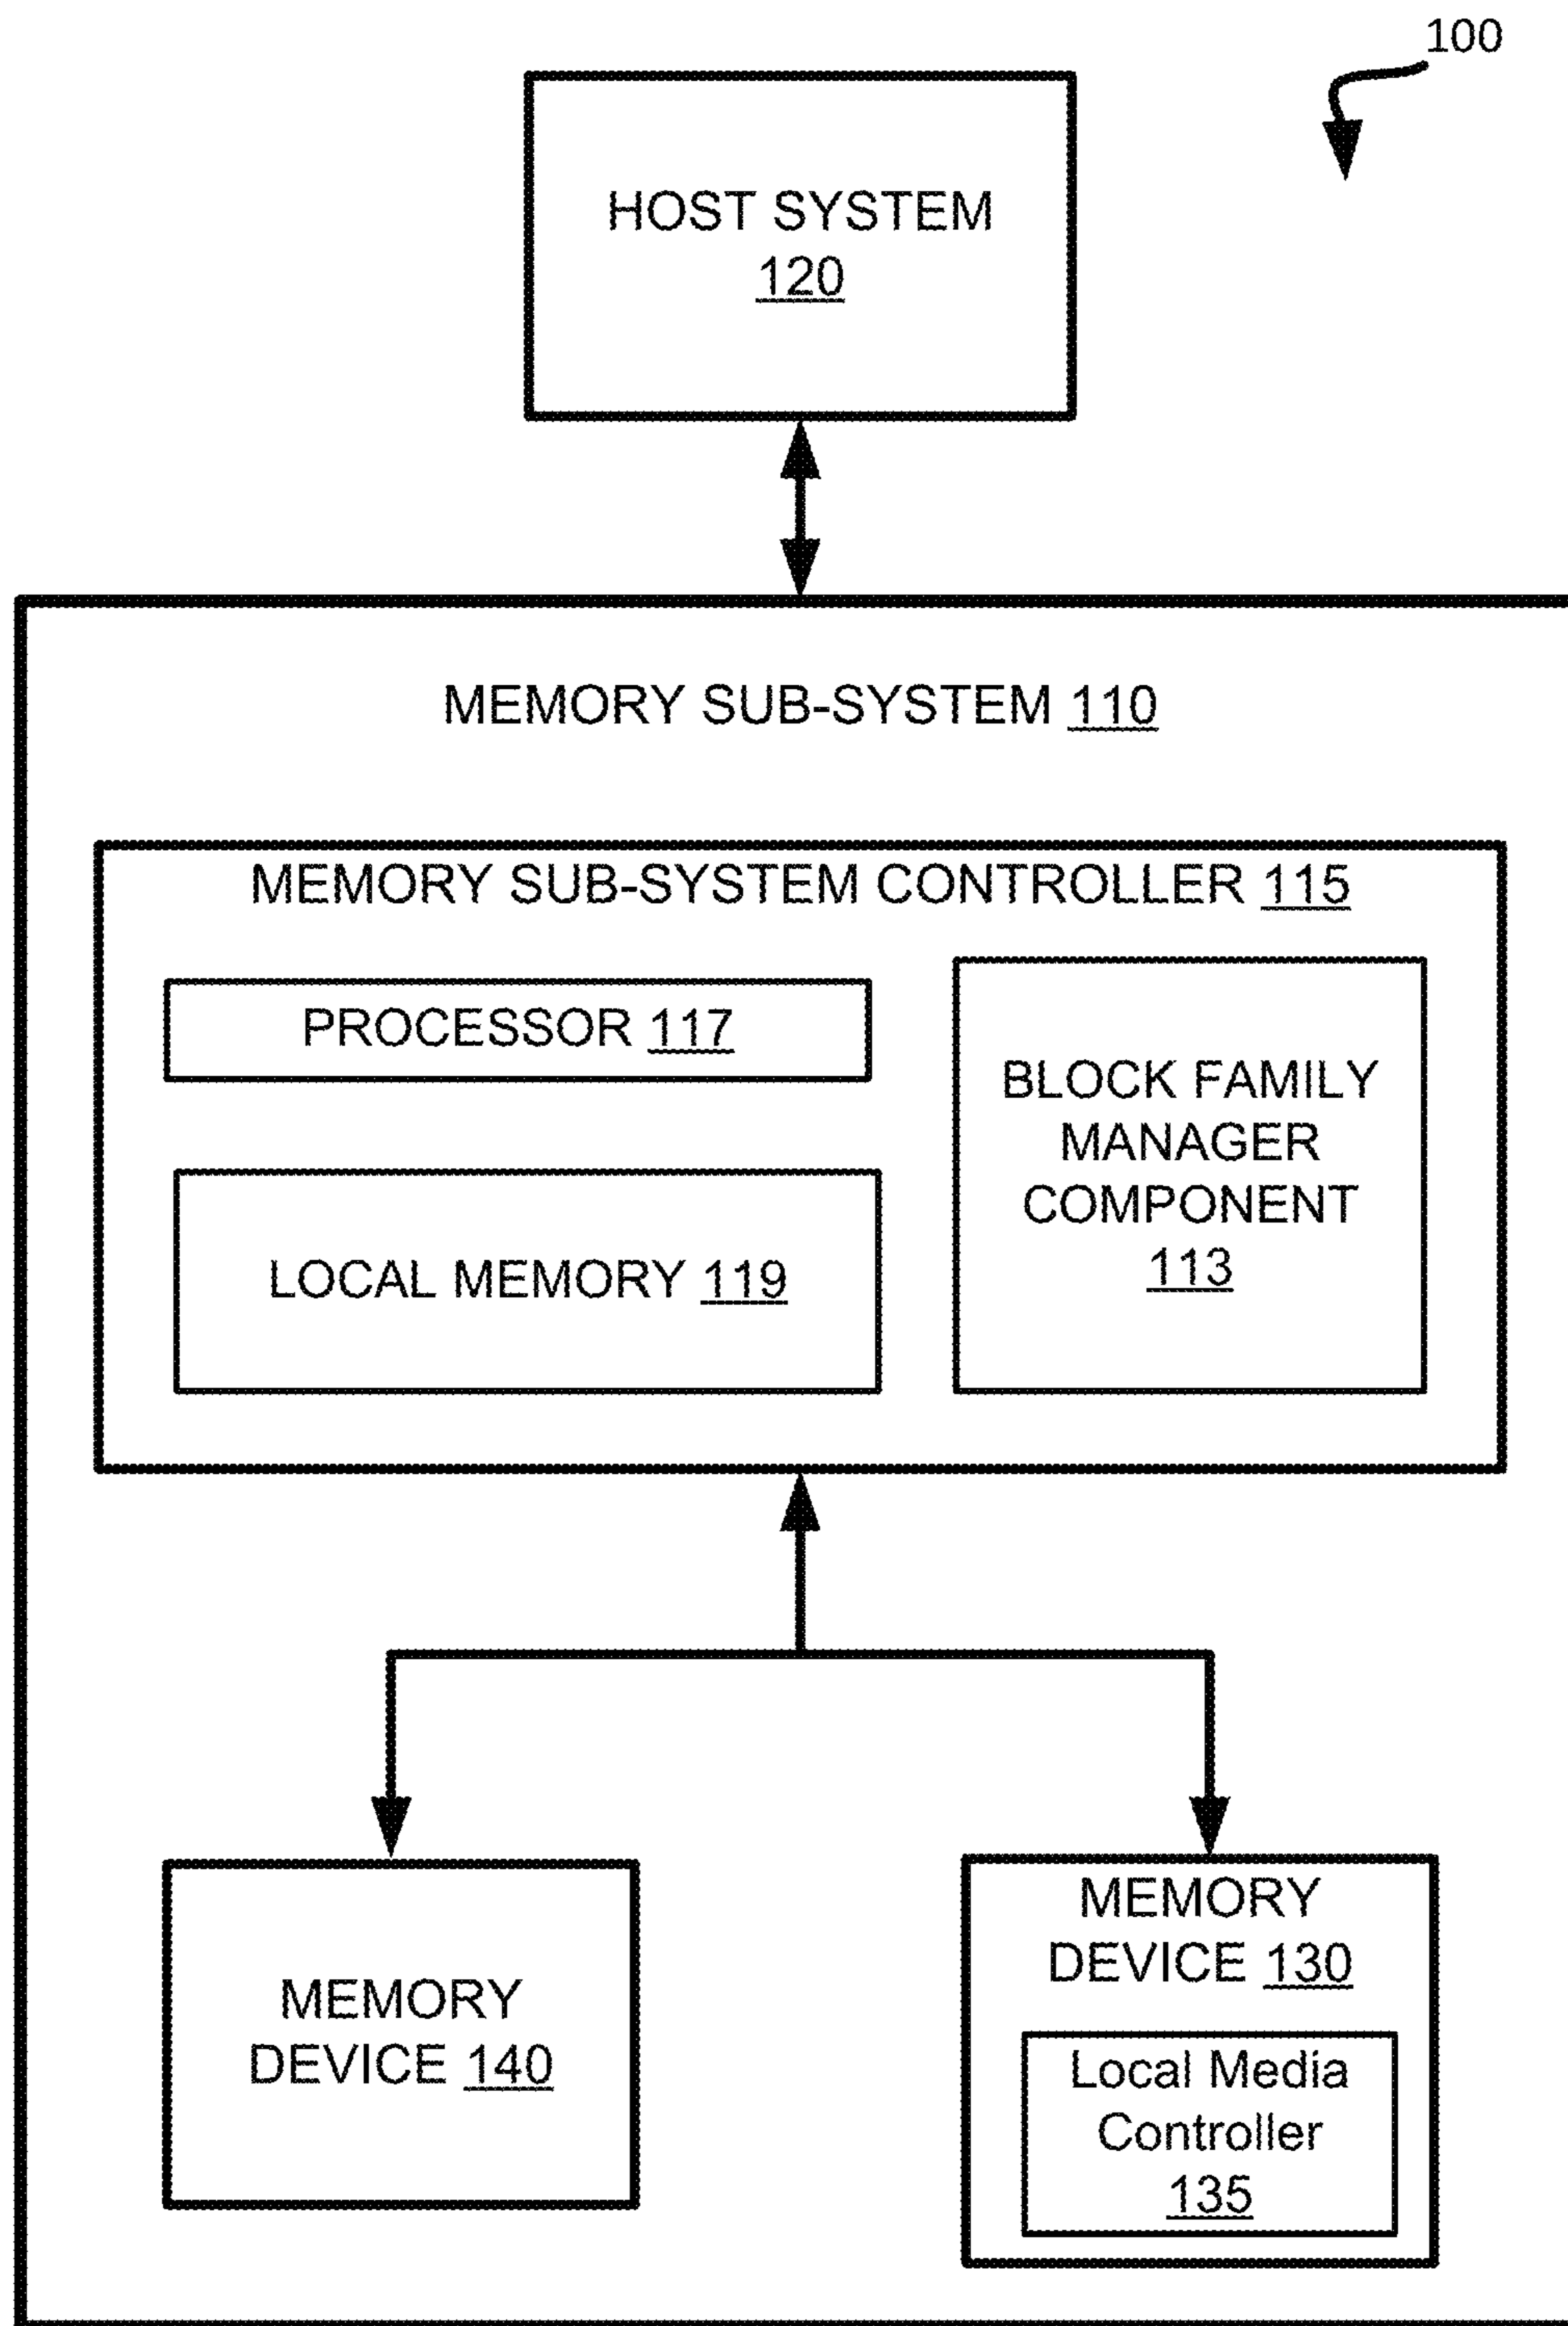 100
HOST SYSTEM
120
MEMORY SUB-SYSTEM 110
MEMORY SUB-SYSTEM CONTROLLER 115
PROCESSOR 117
LOCAL MEMORY 119
BLOCK FAMILY
MANAGER
COMPONENT
113
MEMORY
DEVICE 140
MEMORY
DEVICE 130
Local Media
Controller
135